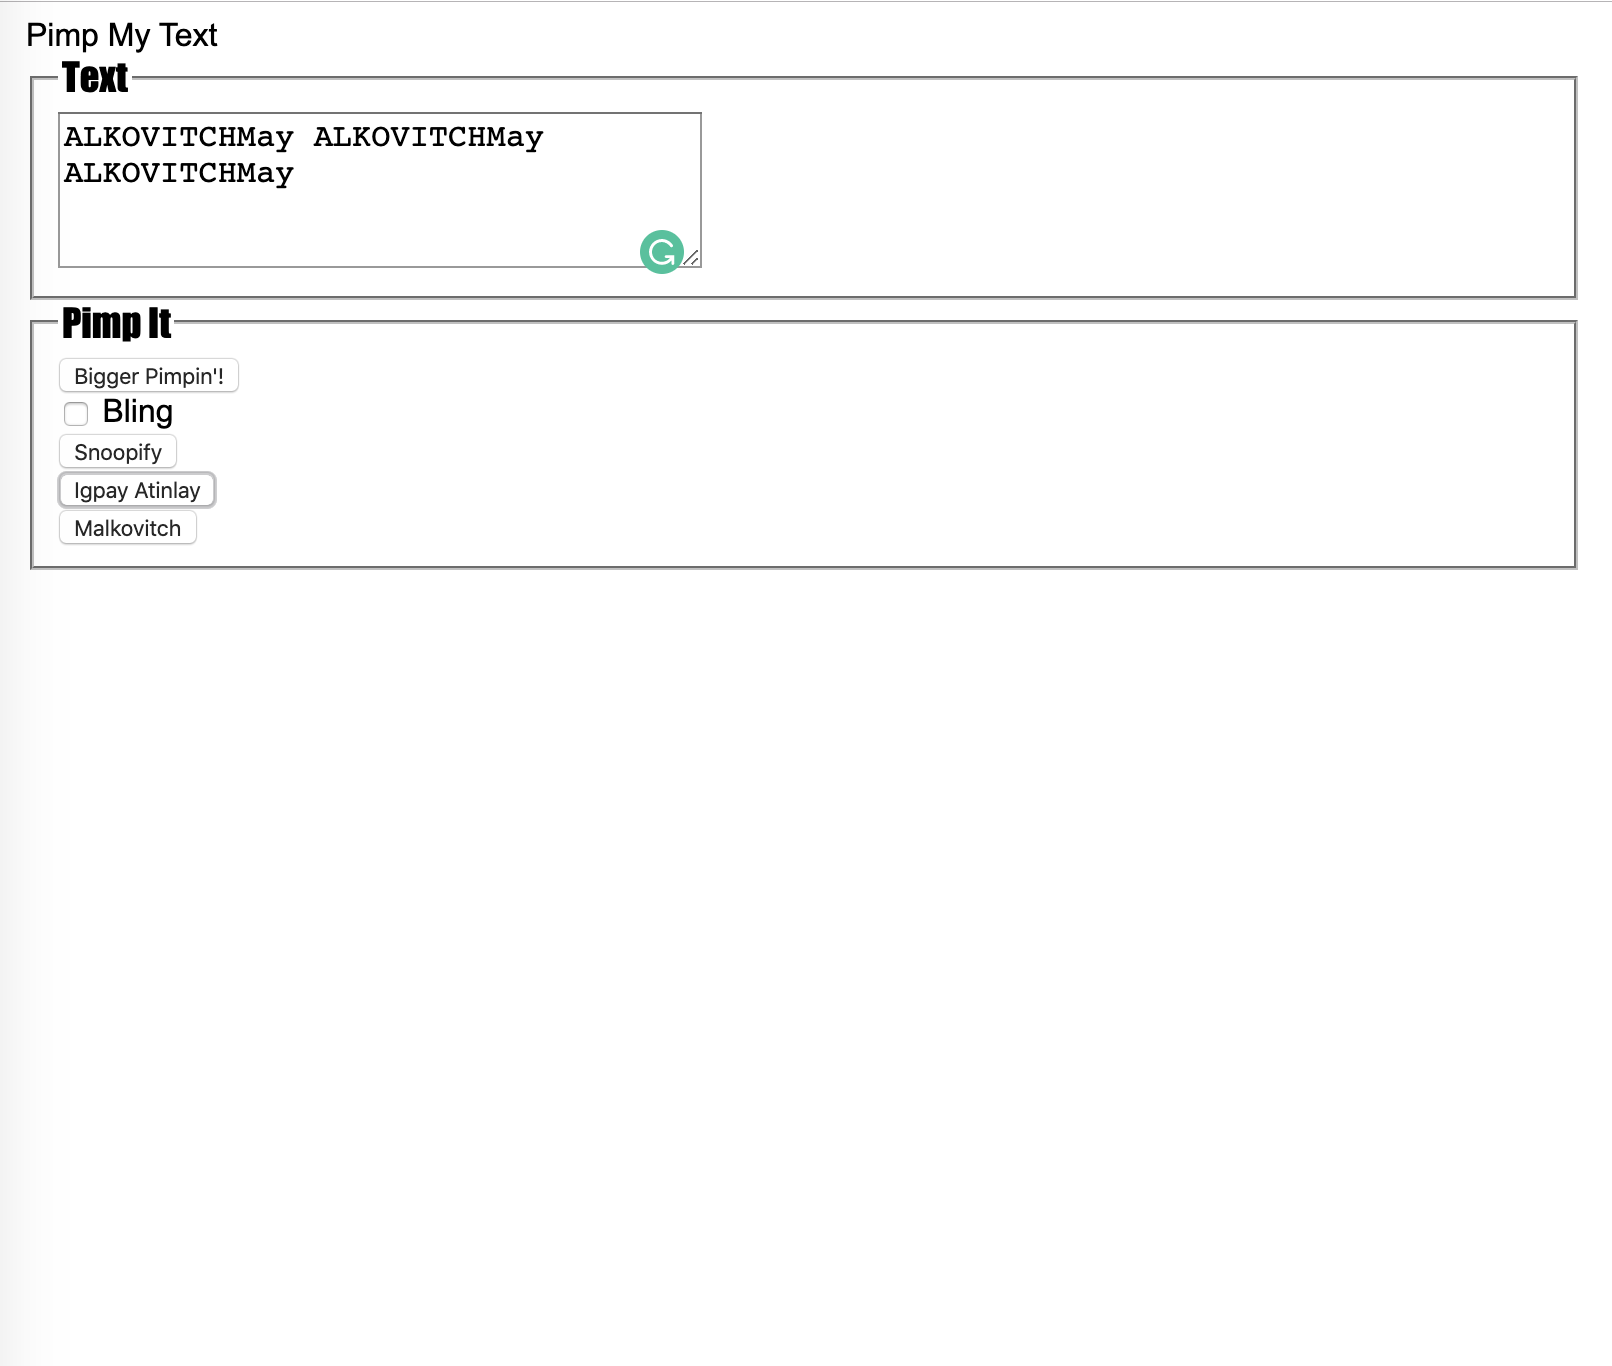 Pimp My Text
Text
ALKOVITCHMay ALKOVITCHMay
ALKOVITCHMay
Pimp It
Bigger Pimpin'!
Bling
Snoopify
Igpay Atinlay
Malkovitch